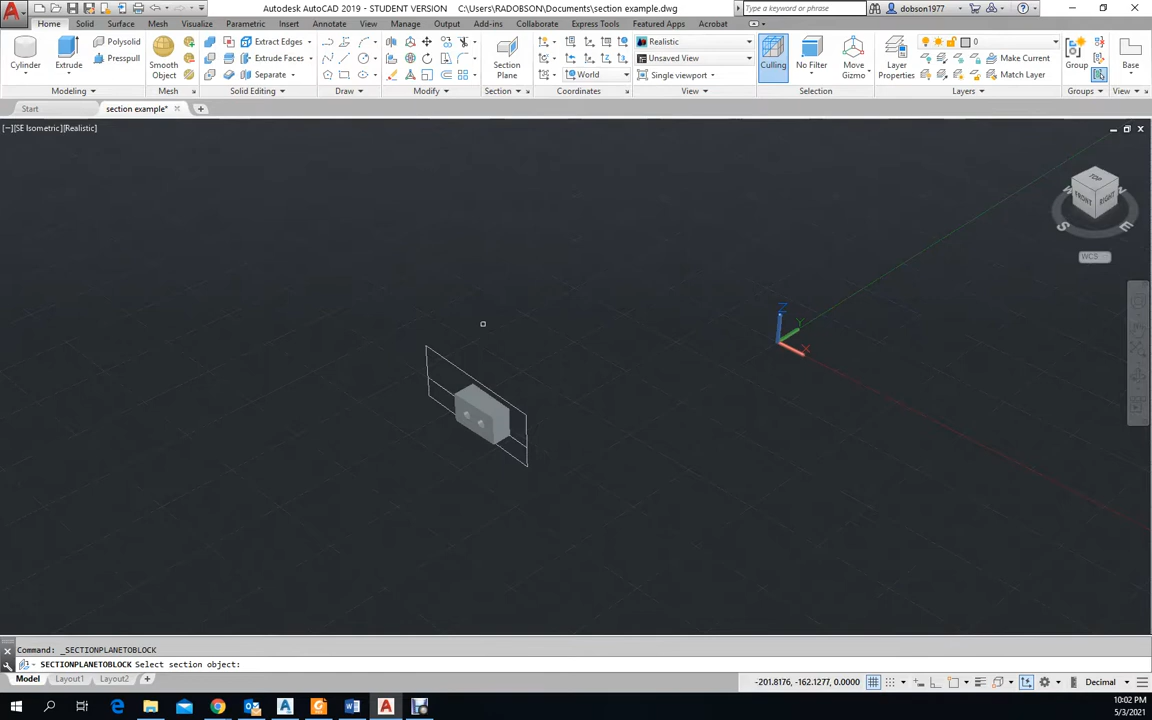 Autodesk AutoCAD 2019 - STUDENT VERSION C:\Users\RADOBSON\Documents\section example.dwg
Type a keyword or phrase
dobson1977
Home Solid Surface Mesh Visualize Parametric Insert Annotate View Manage Output Add-ins Collaborate Express Tools Featured Apps Acrobat
Cylinder
Extrude
Polysolid
Presspull
Smooth
Object
Extract Edges
Extrude Faces
Separate
Section
Plane
World
Realistic
Unsaved View
Single viewport
Culling
No Filter
Move
Gizmo
Layer
Properties
0
Make Current
Match Layer
Group
Base
Modeling
Mesh
Solid Editing
Draw
Modify
Section
Coordinates
View
Selection
Layers
Groups
View
Start
section example*
[−][SE Isometric][Realistic]
TOP
FRONT
RIGHT
S
E
WCS
Z
Y
X
Command: _SECTIONPLANETOBLOCK
SECTIONPLANETOBLOCK Select section object:
Model Layout1 Layout2
-201.8176, -162.1277, 0.0000
Decimal
10:02 PM
5/3/2021